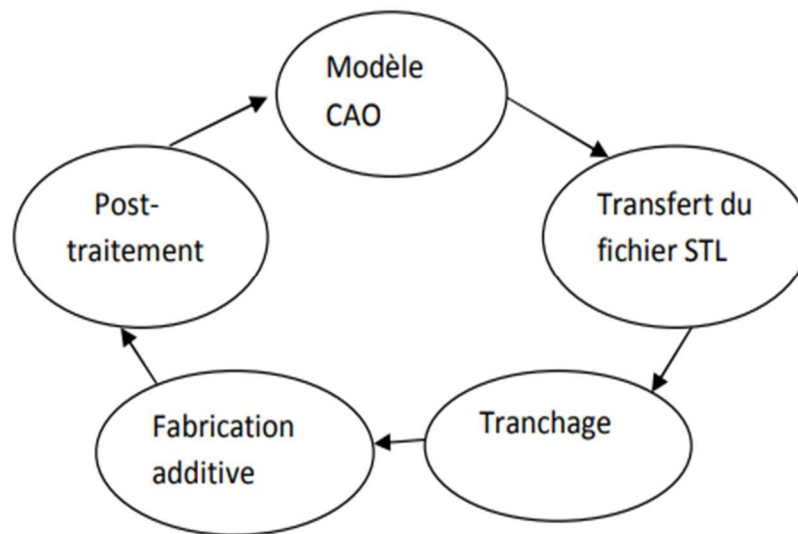 Modèle
CAO
Transfert du
fichier STL
Tranchage
Fabrication
additive
Post-
traitement